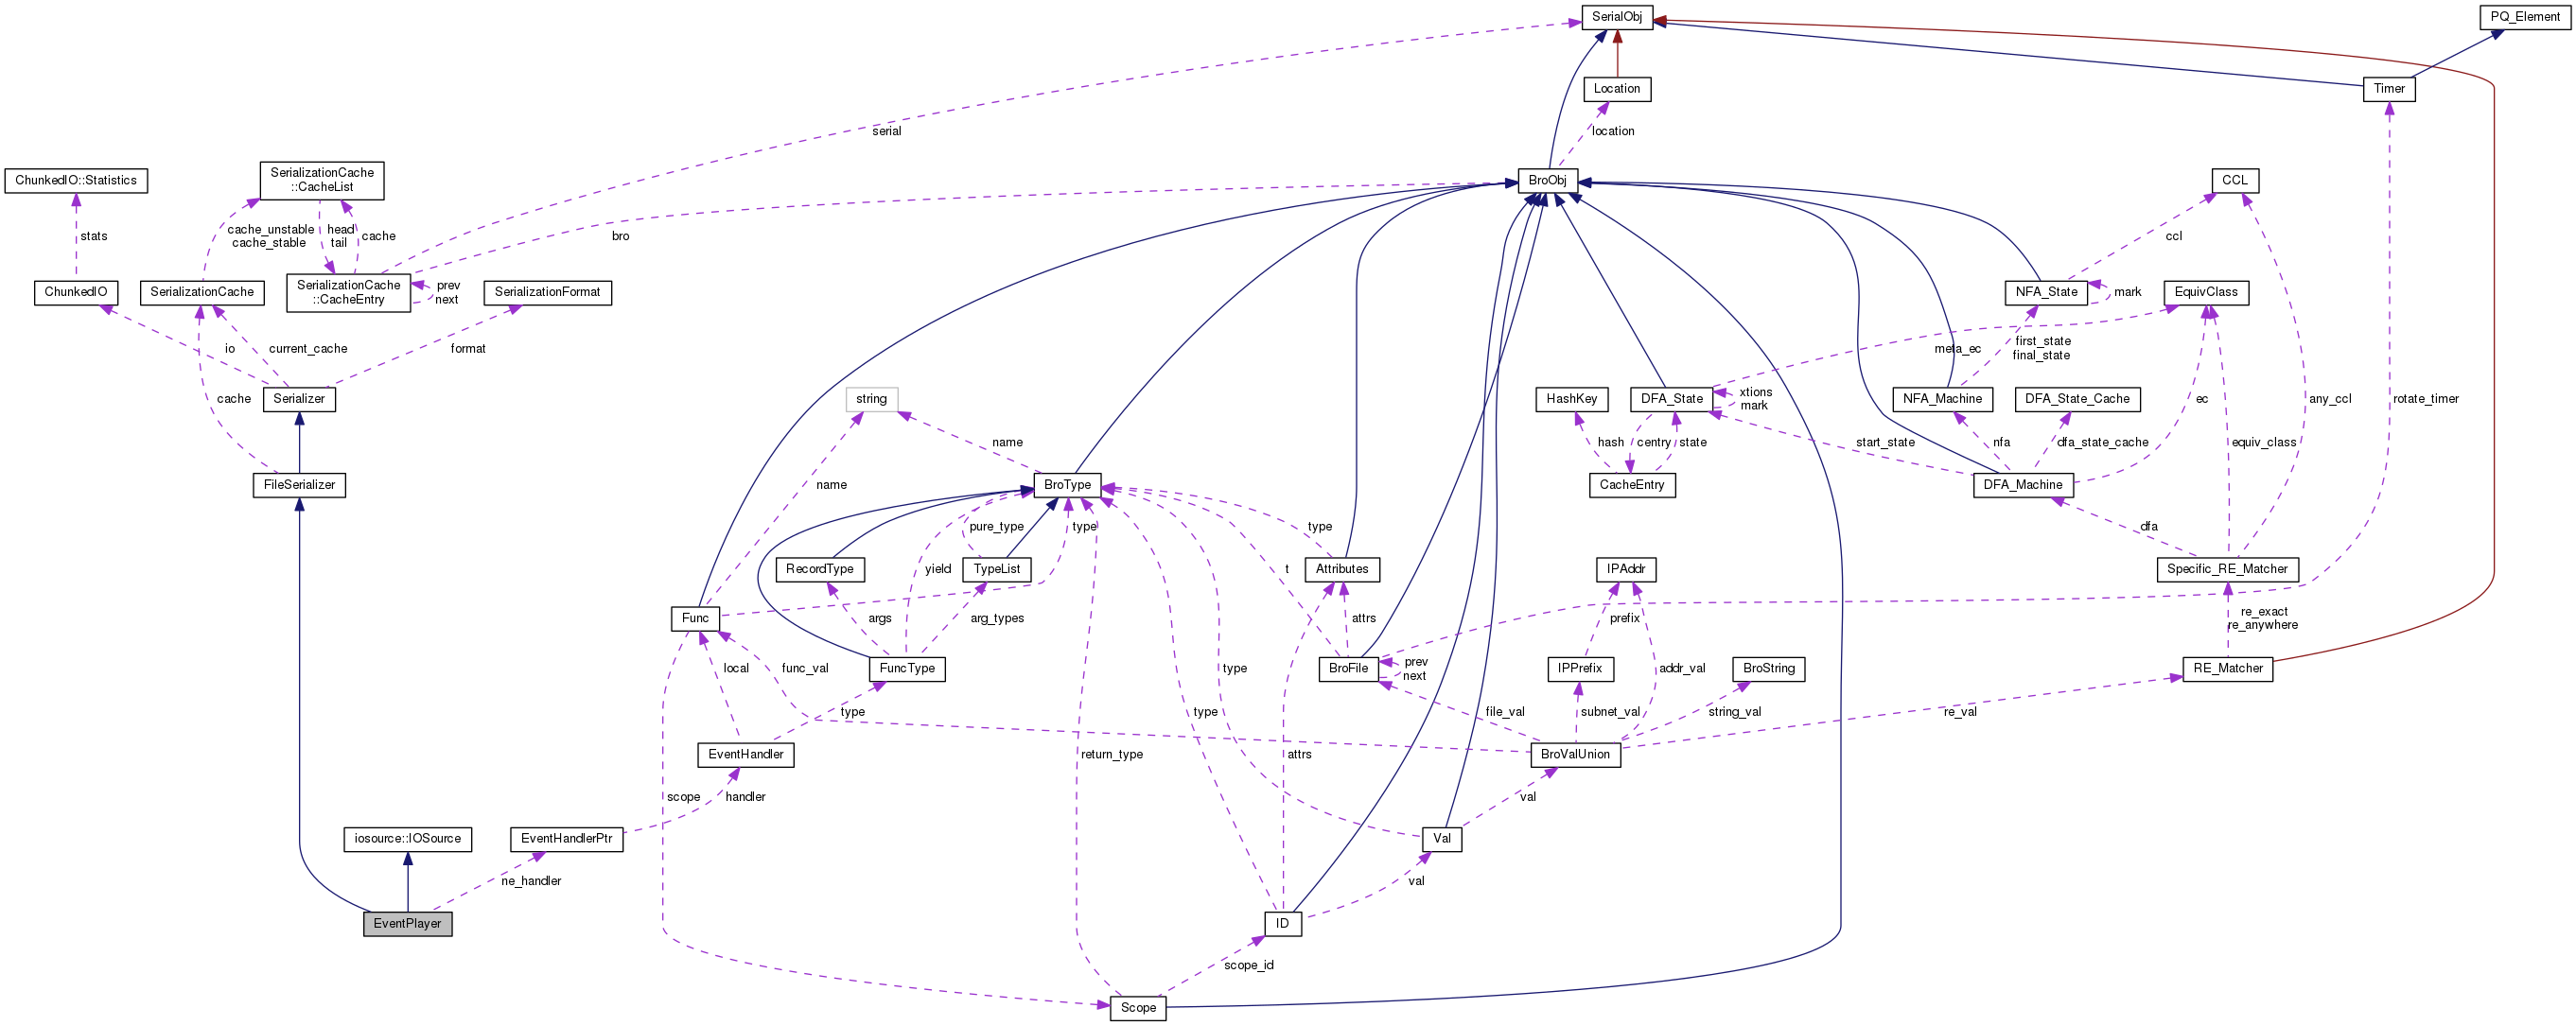 SerialObj
PQ_Element
Location
Timer
serial
location
ChunkedIO::Statistics
SerializationCache
::CacheList
BroObj
CCL
stats
cache_unstable
cache_stable
head
tail
cache
bro
ccl
ChunkedIO
SerializationCache
SerializationCache
::CacheEntry
prev
next
SerializationFormat
NFA_State
mark
EquivClass
io
current_cache
format
meta_ec
first_state
final_state
Serializer
cache
string
HashKey
DFA_State
xtions
mark
NFA_Machine
DFA_State_Cache
ec
any_ccl
rotate_timer
name
hash
centry
state
start_state
nfa
dfa_state_cache
equiv_class
FileSerializer
name
BroType
CacheEntry
DFA_Machine
pure_type
type
type
dfa
RecordType
yield
TypeList
t
Attributes
IPAddr
Specific_RE_Matcher
Func
args
arg_types
attrs
prefix
re_exact
re_anywhere
local
func_val
FuncType
type
BroFile
prev
next
IPPrefix
addr_val
BroString
RE_Matcher
type
type
file_val
subnet_val
string_val
re_val
EventHandler
return_type
attrs
BroValUnion
scope
handler
val
iosource::IOSource
EventHandlerPtr
Val
ne_handler
val
EventPlayer
ID
scope_id
Scope